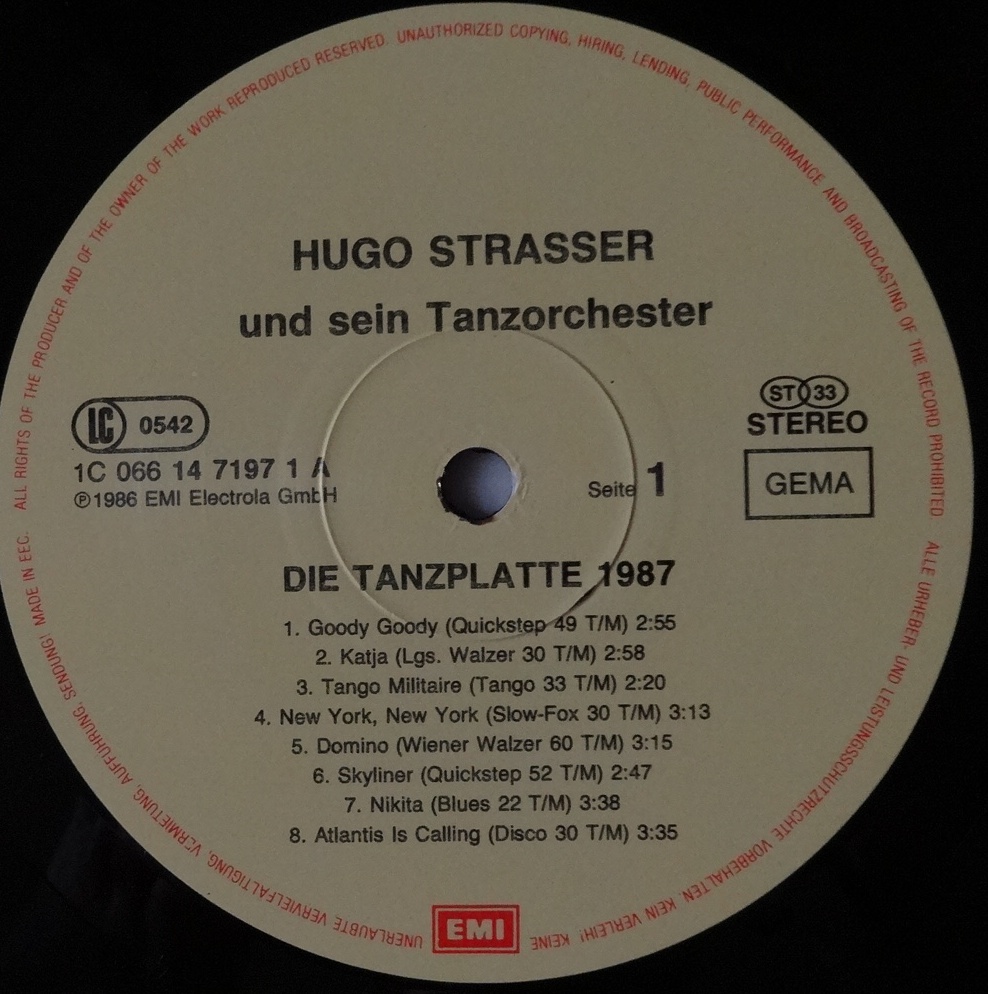 ALL RIGHTS OF THE PRODUCER AND OF THE OWNER OF THE WORK REPRODUCED RESERVED. UNAUTHORIZED COPYING, HIRING, LENDING, PUBLIC PERFORMANCE AND BROADCASTING OF THE RECORD PROHIBITED
HUGO STRASSER
und sein Tanzorchester
LC 0542
1C 066 14 7197 1 A
℗1986 EMI Electrola GmbH
ST 33
STEREO
GEMA
Seite 1
DIE TANZPLATTE 1987
1. Goody Goody (Quickstep 49 T/M) 2:55
2. Katja (Lgs. Walzer 30 T/M) 2:58
3. Tango Militaire (Tango 33 T/M) 2:20
4. New York, New York (Slow-Fox 30 T/M) 3:13
5. Domino (Wiener Walzer 60 T/M) 3:15
6. Skyliner (Quickstep 52 T/M) 2:47
7. Nikita (Blues 22 T/M) 3:38
8. Atlantis Is Calling (Disco 30 T/M) 3:35
EMI
ALLE URHEBER- UND LEISTUNGSSCHUTZRECHTE VORBEHALTEN. KEIN VERLEIH! KEINE UNERLAUBTE VERVIELFÄLTIGUNG, VERMIETUNG, AUFFÜHRUNG, SENDUNG! MADE IN EEC.